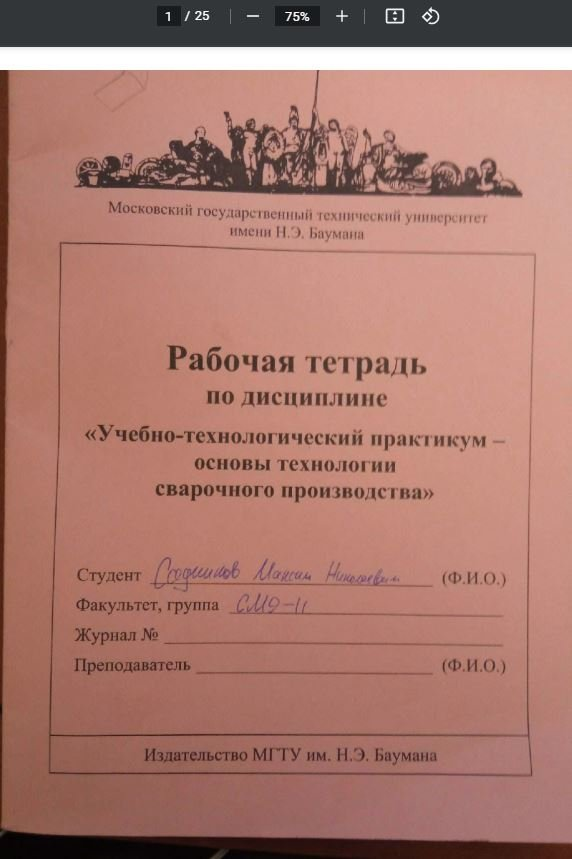 1 / 25 — 75% +
Московский государственный технический университет
имени Н.Э. Баумана
Рабочая тетрадь
по дисциплине
«Учебно-технологический практикум –
основы технологии
сварочного производства»
Студент Максим Николаевич (Ф.И.О.)
Факультет, группа СМ9-11
Журнал №
Преподаватель (Ф.И.О.)
Издательство МГТУ им. Н.Э. Баумана